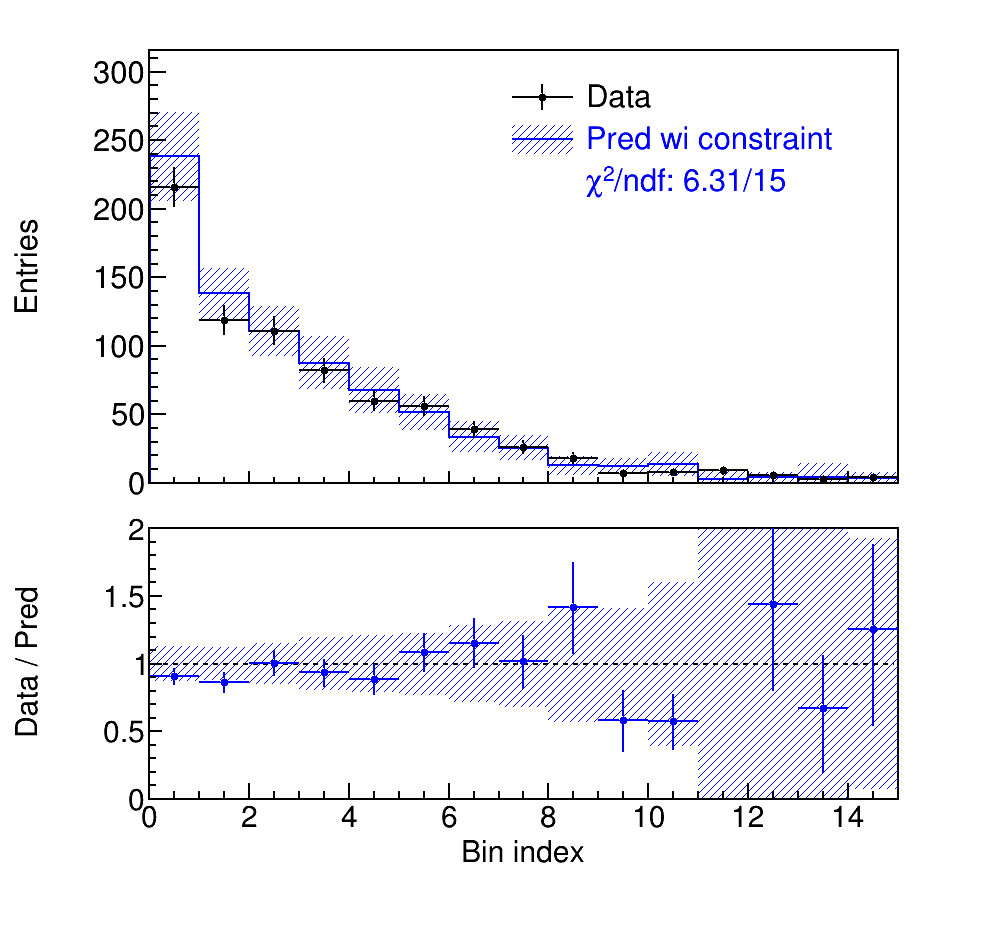 300
250
200
150
100
50
0
Entries
Data
Pred wi constraint
χ²/ndf: 6.31/15
2
1.5
1
0.5
0
Data / Pred
0 2 4 6 8 10 12 14
Bin index